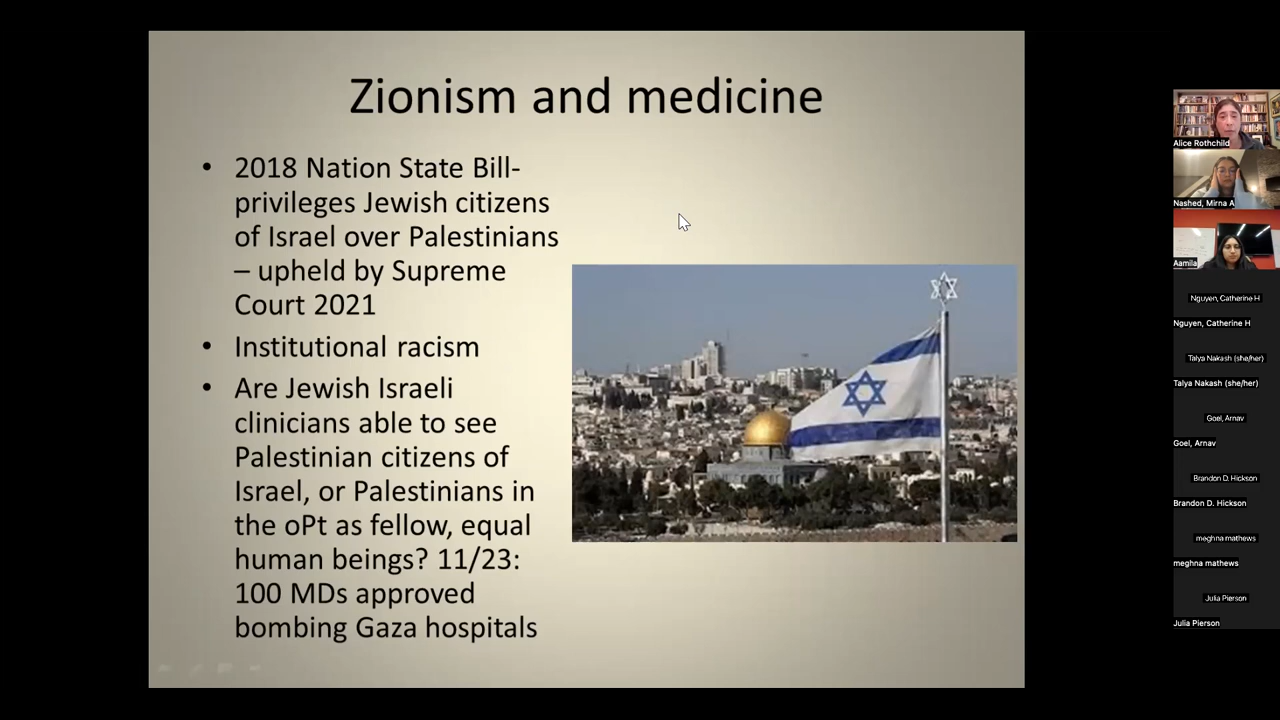 Zionism and medicine
• 2018 Nation State Bill-
privileges Jewish citizens
of Israel over Palestinians
– upheld by Supreme
Court 2021
• Institutional racism
• Are Jewish Israeli
clinicians able to see
Palestinian citizens of
Israel, or Palestinians in
the oPt as fellow, equal
human beings? 11/23:
100 MDs approved
bombing Gaza hospitals
Alice Rothchild
Nashed, Mirna A
Aamila
Nguyen, Catherine H
Nguyen, Catherine H
Talya Nakash (she/her)
Talya Nakash (she/her)
Goel, Arnav
Goel, Arnav
Brandon D. Hickson
Brandon D. Hickson
meghna mathews
meghna mathews
Julia Pierson
Julia Pierson